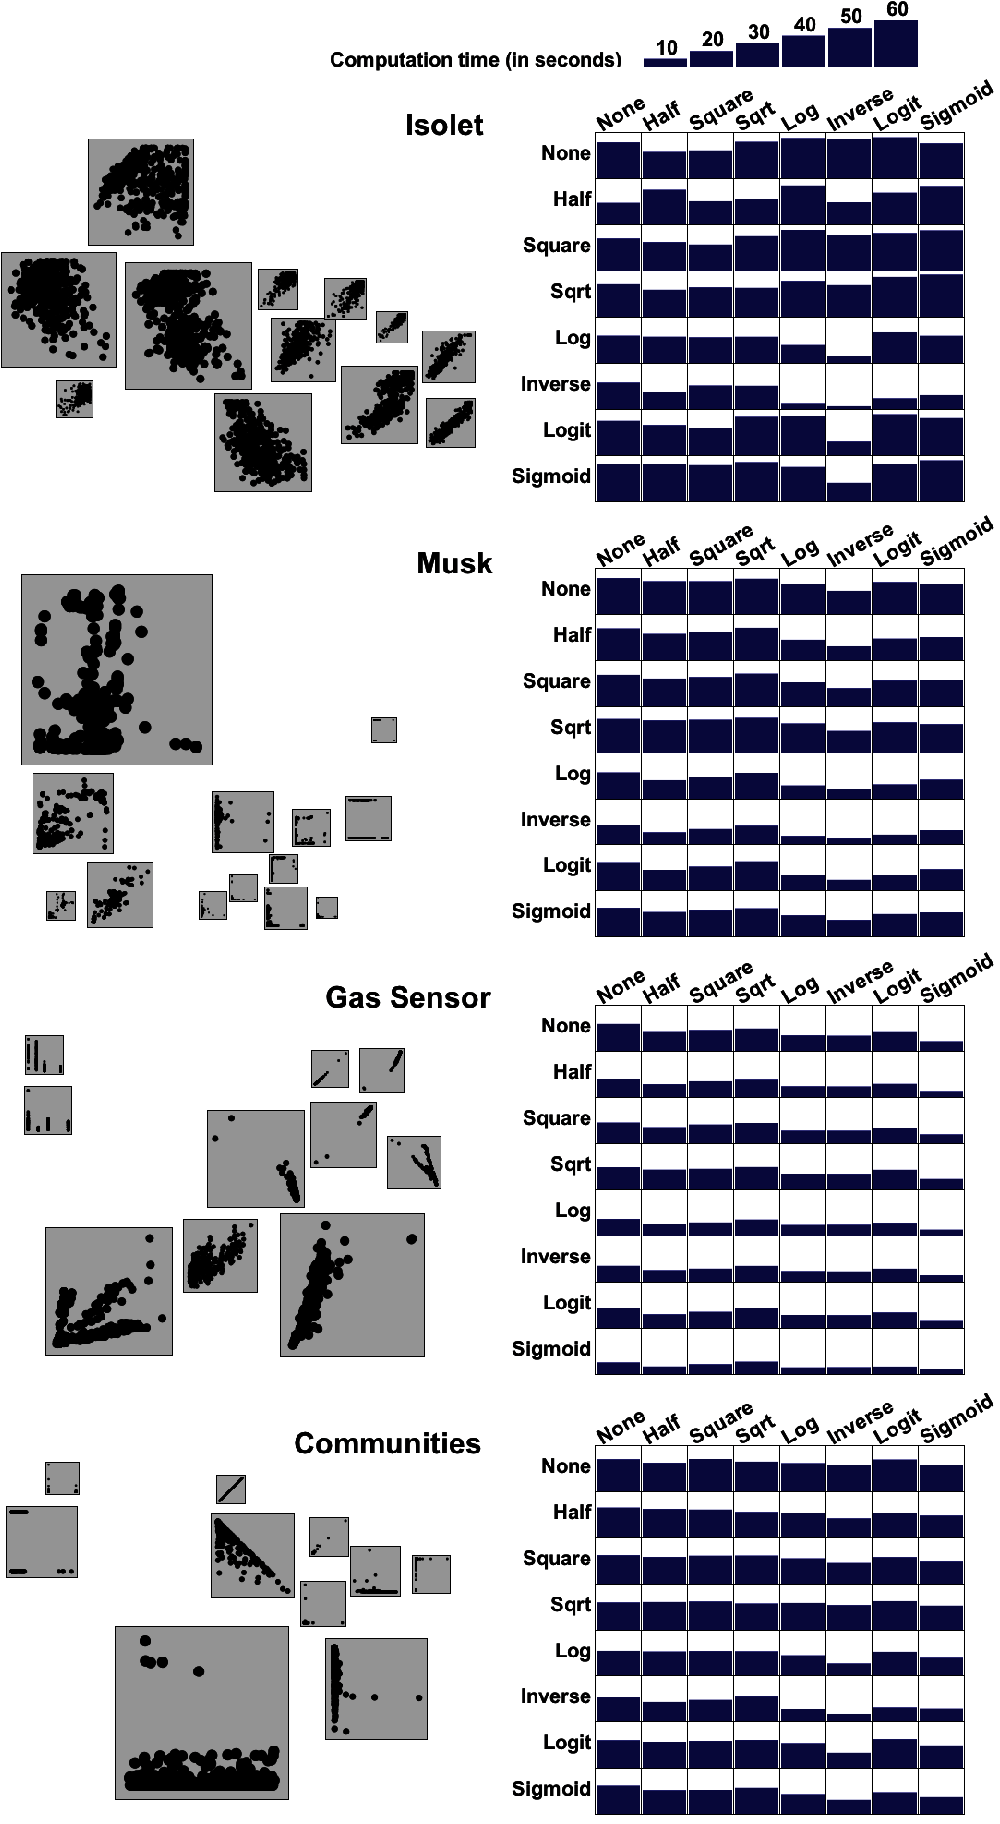 10 20 30 40 50 60
Computation time (in seconds)
Isolet
None Half Square Sqrt Log Inverse Logit Sigmoid
None
Half
Square
Sqrt
Log
Inverse
Logit
Sigmoid
Musk
None Half Square Sqrt Log Inverse Logit Sigmoid
None
Half
Square
Sqrt
Log
Inverse
Logit
Sigmoid
Gas Sensor
None Half Square Sqrt Log Inverse Logit Sigmoid
None
Half
Square
Sqrt
Log
Inverse
Logit
Sigmoid
Communities
None Half Square Sqrt Log Inverse Logit Sigmoid
None
Half
Square
Sqrt
Log
Inverse
Logit
Sigmoid